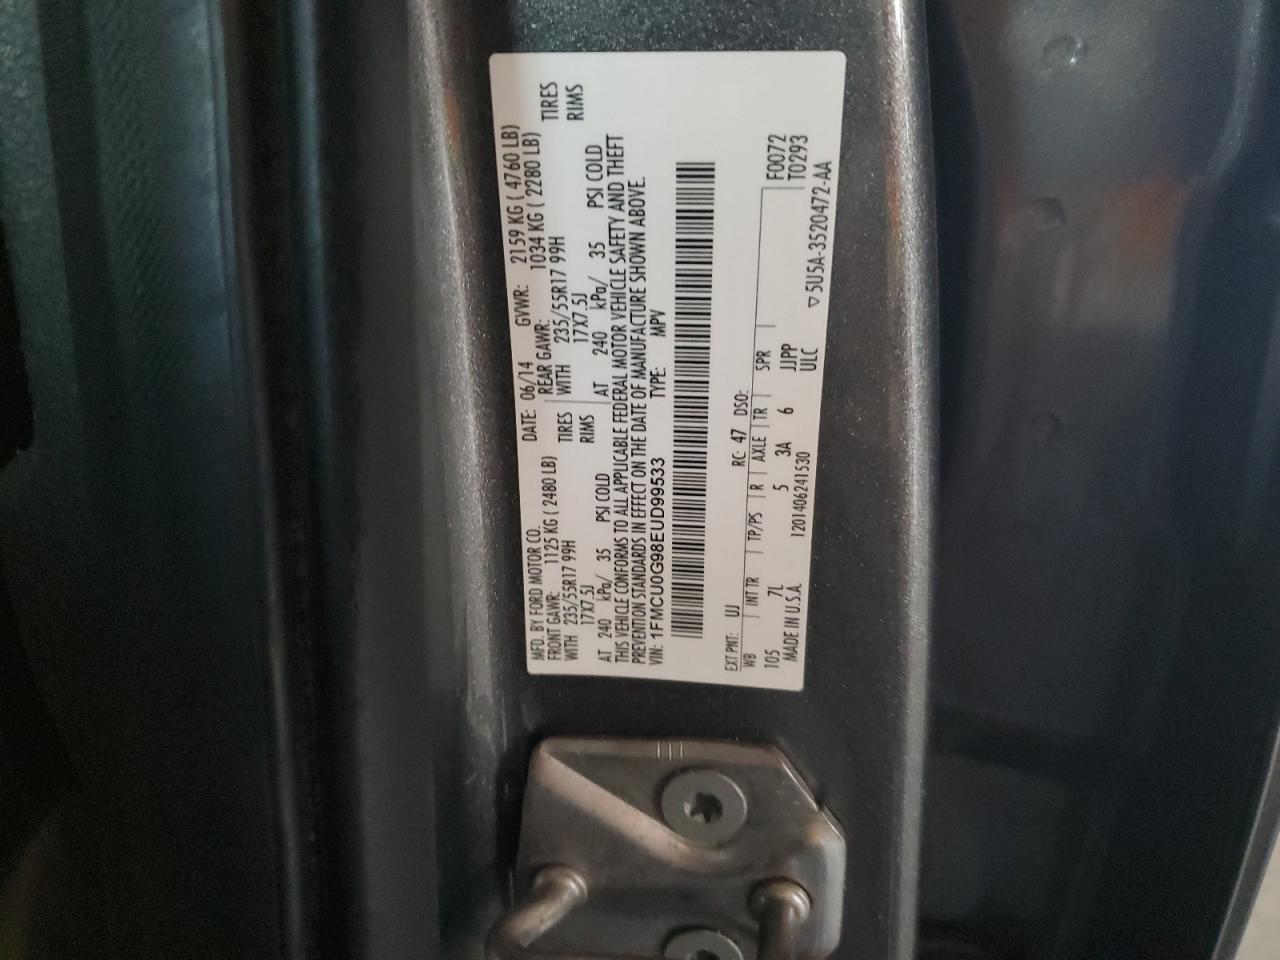 MFD. BY FORD MOTOR CO.
DATE: 06/14 GVWR: 2159 KG ( 4760 LB)
FRONT GAWR: 1125 KG ( 2480 LB) REAR GAWR: 1034 KG ( 2280 LB)
WITH 235/55R17 99H TIRES WITH 235/55R17 99H TIRES
17X7.5J RIMS 17X7.5J RIMS
AT 240 kPa/ 35 PSI COLD AT 240 kPa/ 35 PSI COLD
THIS VEHICLE CONFORMS TO ALL APPLICABLE FEDERAL MOTOR VEHICLE SAFETY AND THEFT
PREVENTION STANDARDS IN EFFECT ON THE DATE OF MANUFACTURE SHOWN ABOVE.
VIN: 1FMCU0G98EUD99533 TYPE: MPV
EXT PNT: UJ RC: 47 DSO:
WB INT TR TP/PS R AXLE TR SPR F0072
105 7L 5 3A 6 JJPP T0293
MADE IN U.S.A. 1201406241530 ULC
▽5U5A-3520472-AA